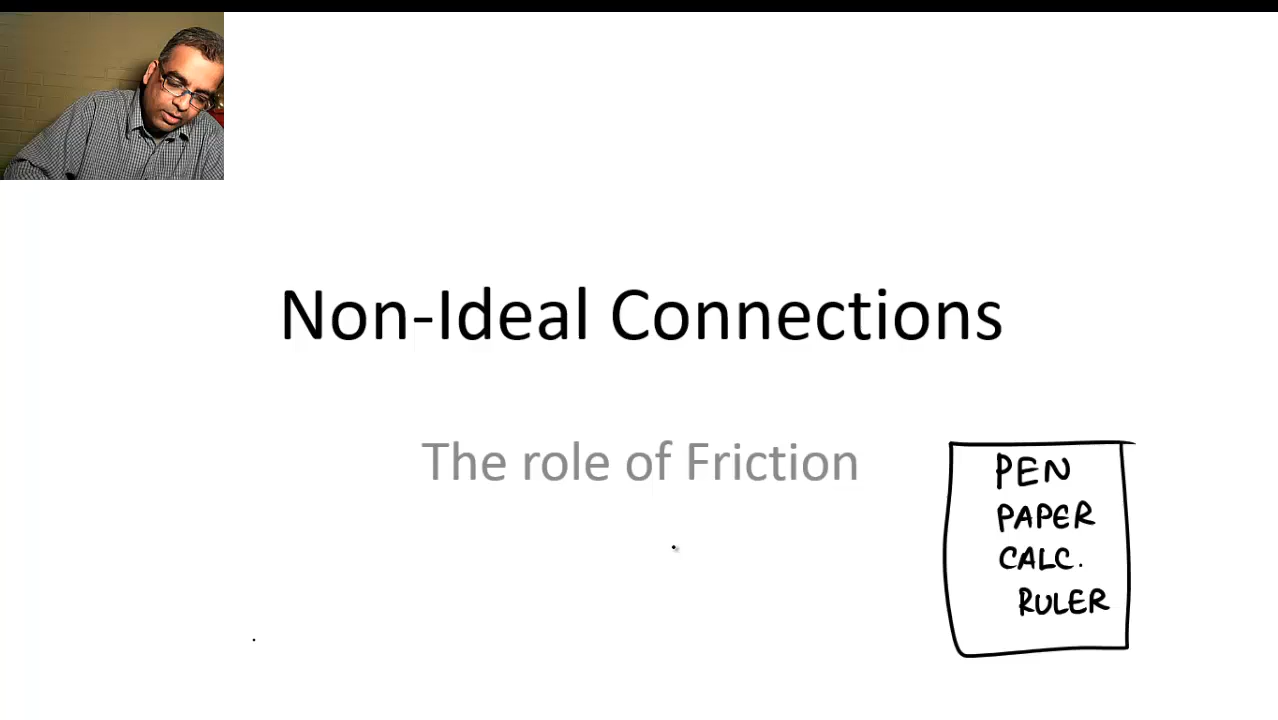 Non-Ideal Connections
The role of Friction
PEN
PAPER
CALC.
RULER